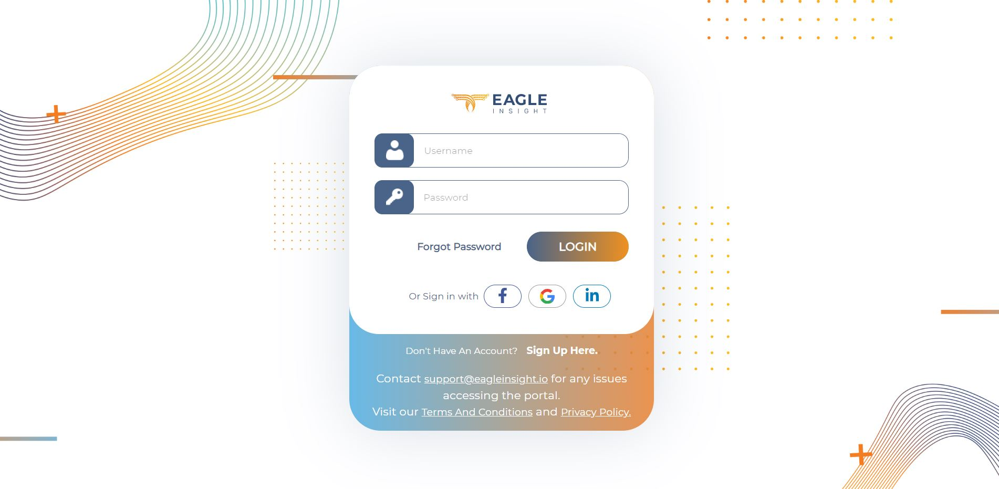 EAGLE
INSIGHT
Username
Password
Forgot Password LOGIN
Or Sign in with f G in
Don't Have An Account? Sign Up Here.
Contact support@eagleinsight.io for any issues
accessing the portal.
Visit our Terms And Conditions and Privacy Policy.